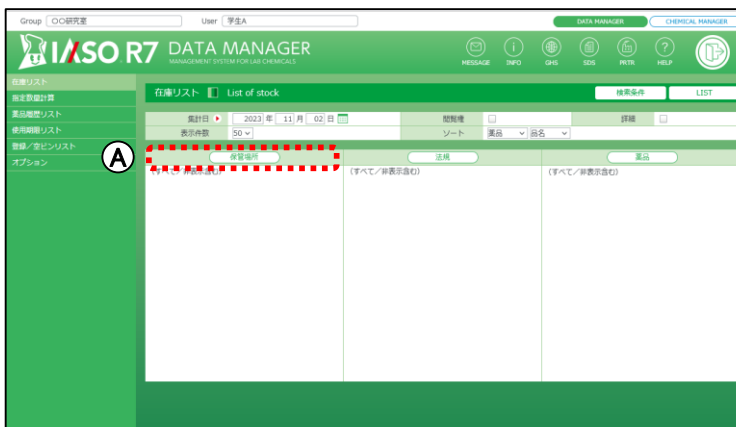 Group 〇〇研究室 User 学生A DATA MANAGER CHEMICAL MANAGER
IASO R7 DATA MANAGER
MANAGEMENT SYSTEM FOR LAB CHEMICALS
MESSAGE INFO GHS SDS PRTR HELP
在庫リスト
指定数量計算
薬品履歴リスト
使用期限リスト
登録/空ビンリスト
オプション
在庫リスト List of stock 検索条件 LIST
集計日 2023 年 11 月 02 日 閲覧権 詳細
表示件数 50 ソート 薬品 品名
A
保管場所 法規 薬品
(すべて/非表示含む) (すべて/非表示含む) (すべて/非表示含む)